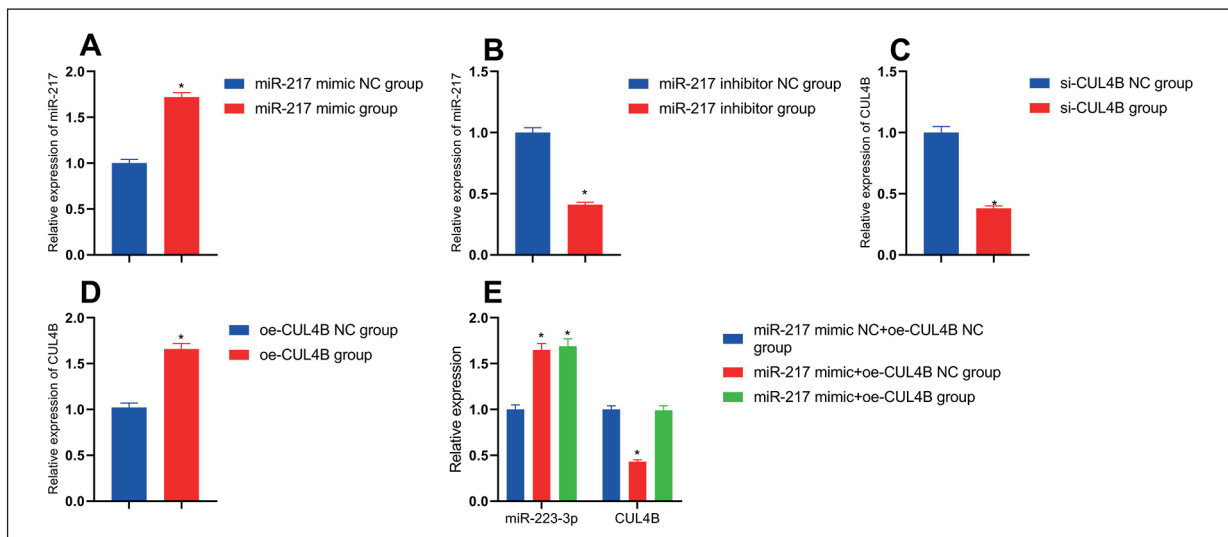 A
Relative expression of miR-217
2.0
1.5
1.0
0.5
0.0
*
miR-217 mimic NC group
miR-217 mimic group
B
Relative expression of miR-217
1.5
1.0
0.5
0.0
*
miR-217 inhibitor NC group
miR-217 inhibitor group
C
Relative expression of CUL4B
1.5
1.0
0.5
0.0
*
si-CUL4B NC group
si-CUL4B group
D
Relative expression of CUL4B
2.0
1.5
1.0
0.5
0.0
*
oe-CUL4B NC group
oe-CUL4B group
E
Relative expression
2.0
1.5
1.0
0.5
0.0
* *
*
miR-223-3p CUL4B
miR-217 mimic NC+oe-CUL4B NC
group
miR-217 mimic+oe-CUL4B NC group
miR-217 mimic+oe-CUL4B group